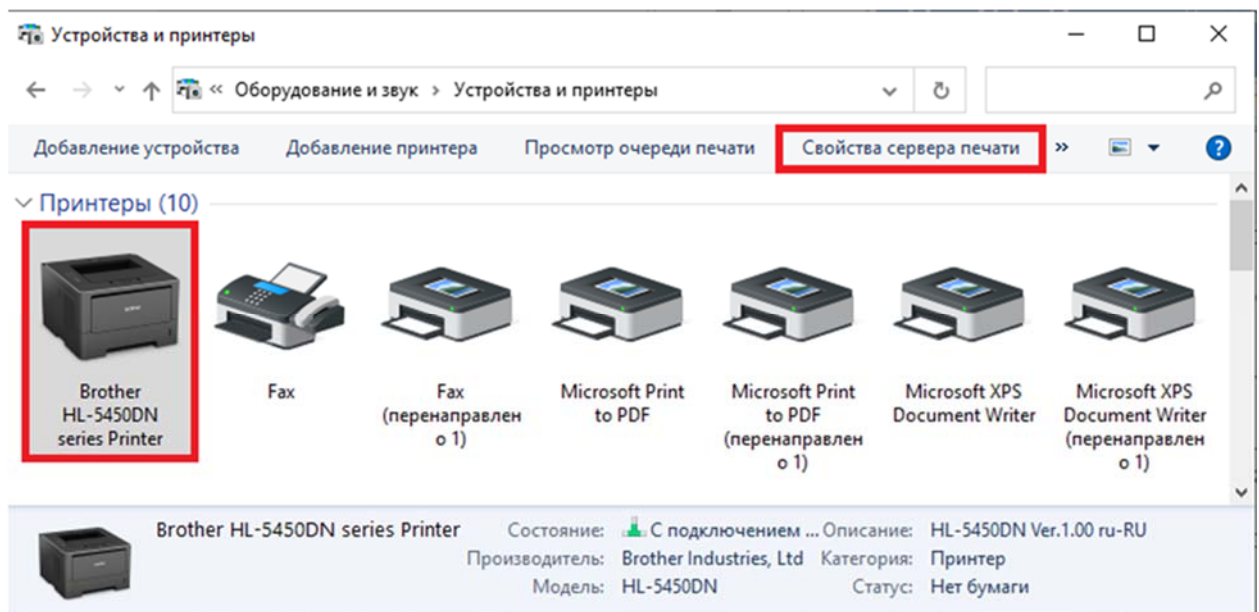 Устройства и принтеры
« Оборудование и звук › Устройства и принтеры
Добавление устройства Добавление принтера Просмотр очереди печати Свойства сервера печати »
Принтеры (10)
Brother HL-5450DN series Printer
Fax
Fax (перенаправлен о 1)
Microsoft Print to PDF
Microsoft Print to PDF (перенаправлен о 1)
Microsoft XPS Document Writer
Microsoft XPS Document Writer (перенаправлен о 1)
Brother HL-5450DN series Printer Состояние: С подключением ... Описание: HL-5450DN Ver.1.00 ru-RU
Производитель: Brother Industries, Ltd Категория: Принтер
Модель: HL-5450DN Статус: Нет бумаги